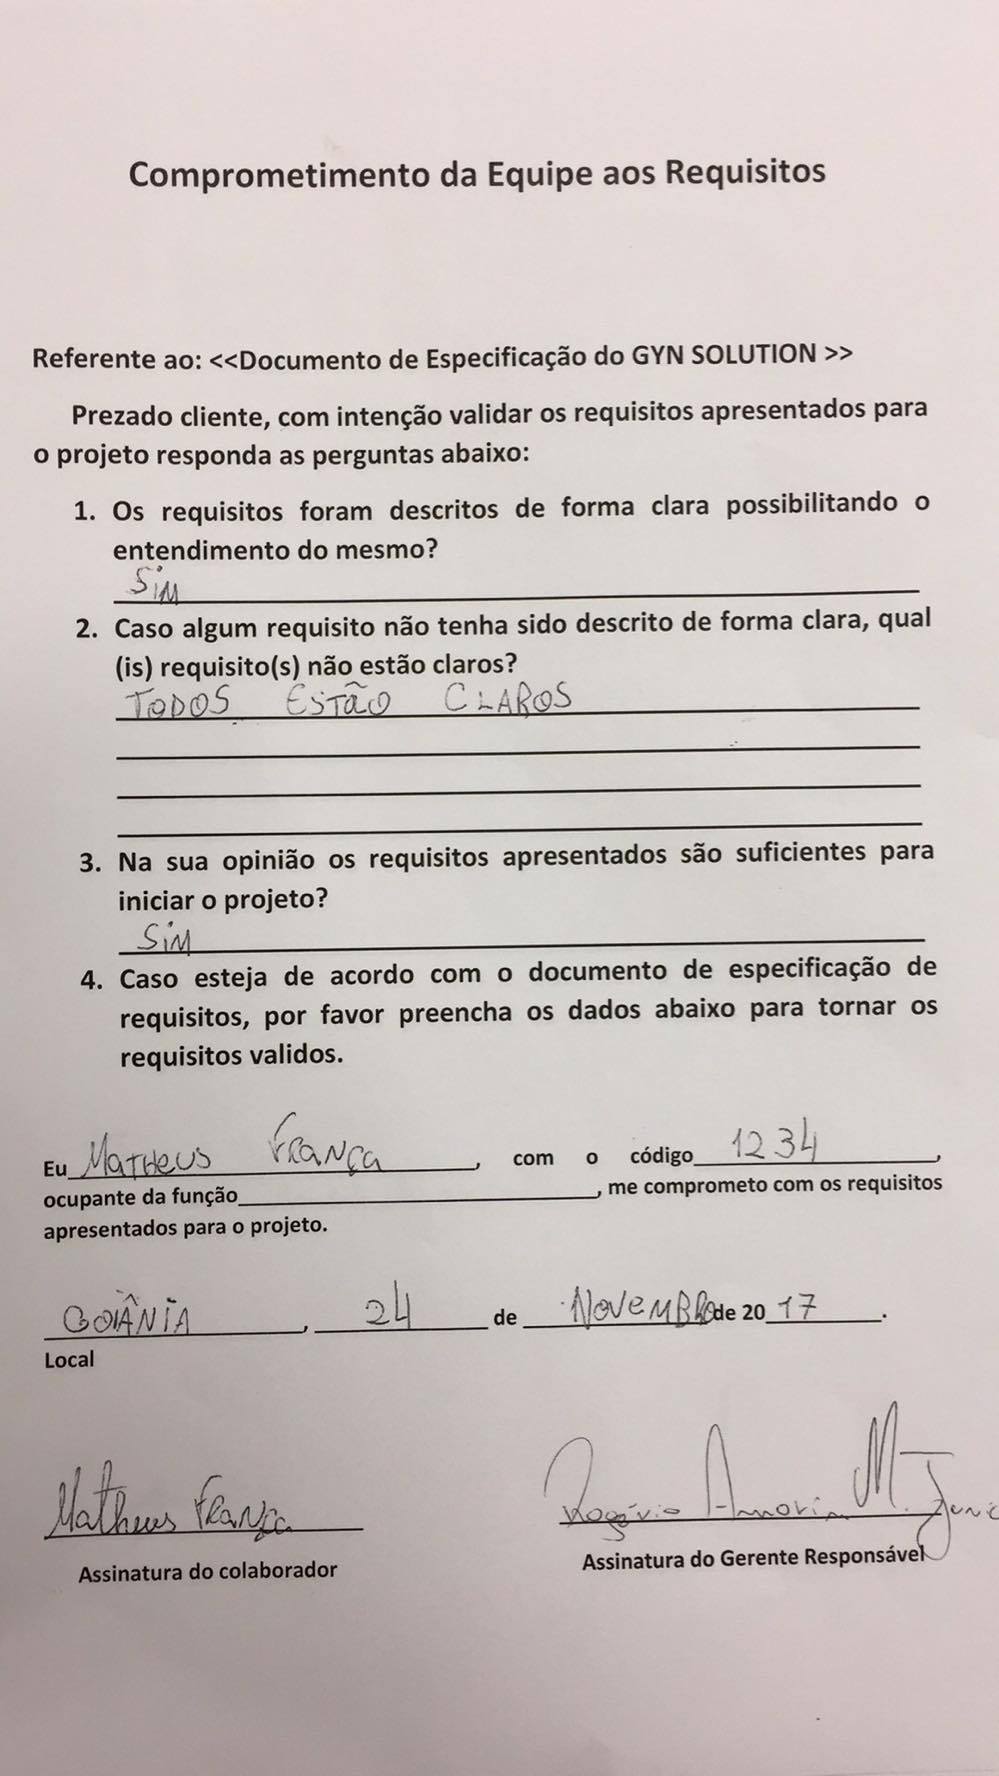 Comprometimento da Equipe aos Requisitos
Referente ao: <<Documento de Especificação do GYN SOLUTION >>
Prezado cliente, com intenção validar os requisitos apresentados para
o projeto responda as perguntas abaixo:
1. Os requisitos foram descritos de forma clara possibilitando o
entendimento do mesmo?
SiM
2. Caso algum requisito não tenha sido descrito de forma clara, qual
(is) requisito(s) não estão claros?
TODOS ESTÃO CLAROS
3. Na sua opinião os requisitos apresentados são suficientes para
iniciar o projeto?
SiM
4. Caso esteja de acordo com o documento de especificação de
requisitos, por favor preencha os dados abaixo para tornar os
requisitos validos.
Eu MATHEUS FRANÇA, com o código 1234,
ocupante da função____, me comprometo com os requisitos
apresentados para o projeto.
GOIÂNIA, 24 de NOVEMBRO de 2017.
Local
Matheus França Rogério Amorim M. Junio
Assinatura do colaborador Assinatura do Gerente Responsável